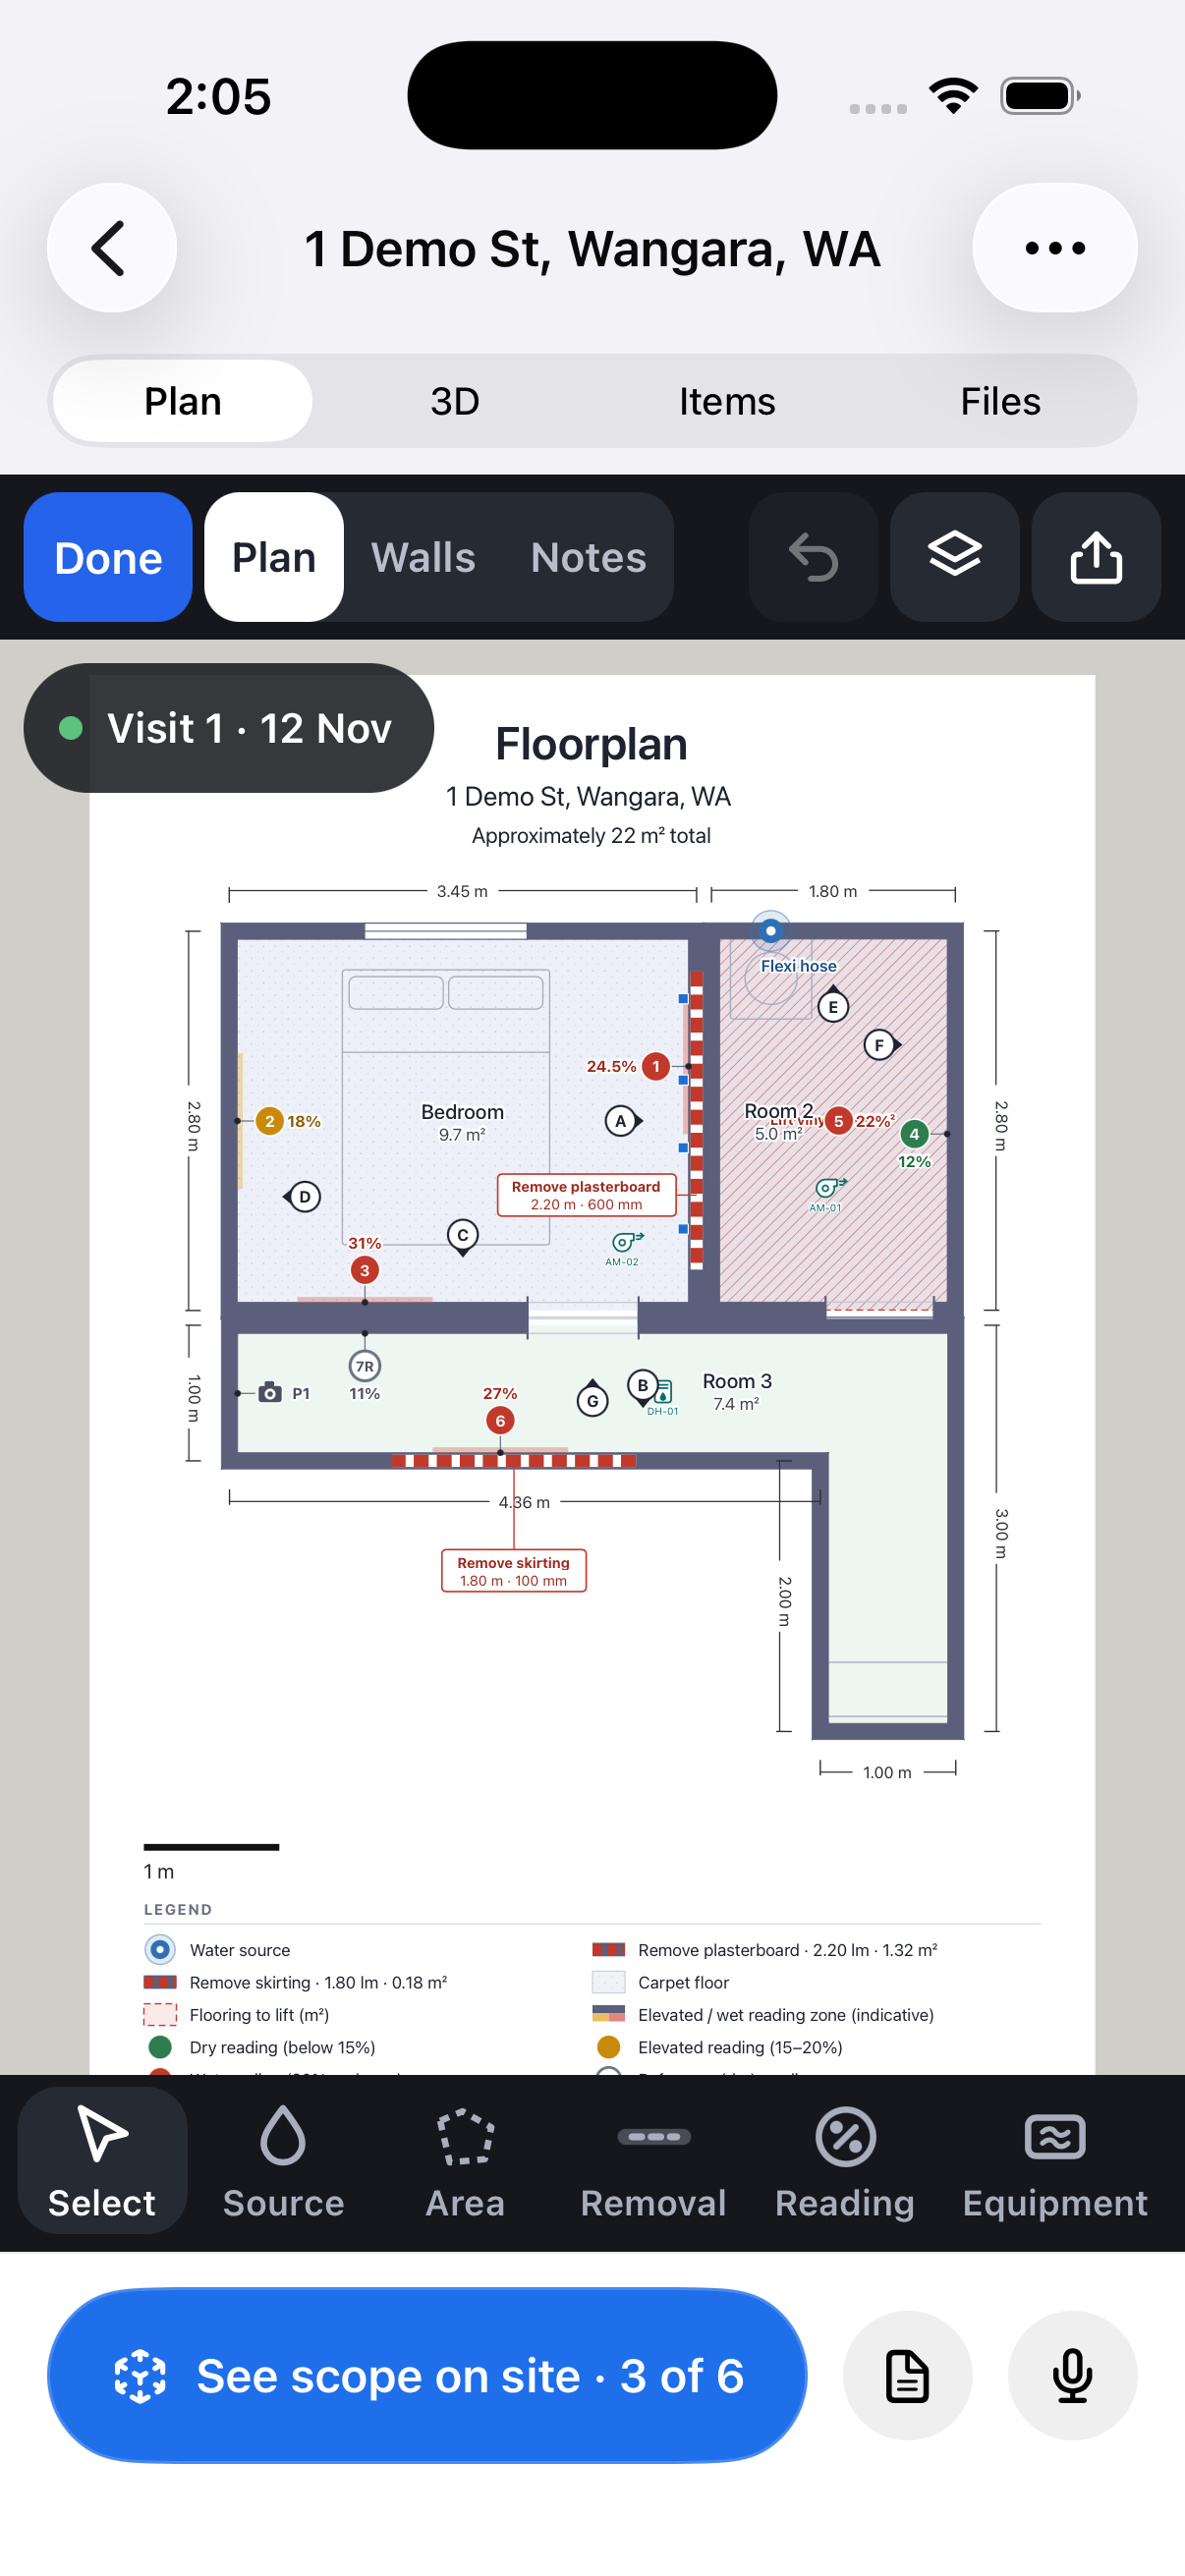 2:05
1 Demo St, Wangara, WA
Plan
3D
Items
Files
Done
Plan
Walls
Notes
Visit 1 · 12 Nov
Floorplan
1 Demo St, Wangara, WA
Approximately 22 m² total
3.45 m
1.80 m
Flexi hose
E
F
24.5% 1
2.80 m
2 18%
Bedroom
9.7 m²
A
Room 2
5.0 m²
Lift viny
5
22%
4
12%
2.80 m
D
Remove plasterboard
2.20 m · 600 mm
AM-01
C
31%
3
AM-02
1.00 m
7R
11%
P1
27%
6
G
B
DH-01
Room 3
7.4 m²
4.36 m
3.00 m
Remove skirting
1.80 m · 100 mm
2.00 m
1.00 m
1 m
LEGEND
Water source
Remove plasterboard · 2.20 lm · 1.32 m²
Remove skirting · 1.80 lm · 0.18 m²
Carpet floor
Flooring to lift (m²)
Elevated / wet reading zone (indicative)
Dry reading (below 15%)
Elevated reading (15–20%)
Select
Source
Area
Removal
Reading
Equipment
See scope on site · 3 of 6